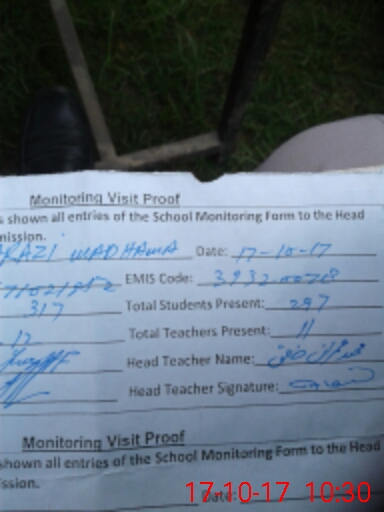 Monitoring Visit Proof
s shown all entries of the School Monitoring Form to the Head
mission.
RAZI WADHAWA Date: 17-10-17
EMIS Code: 39320078
317 Total Students Present: 297
12 Total Teachers Present: 11
Head Teacher Name:
Head Teacher Signature:
Monitoring Visit Proof
shown all entries of the School Monitoring Form to the Head
ission.
Date:
17-10-17 10:30